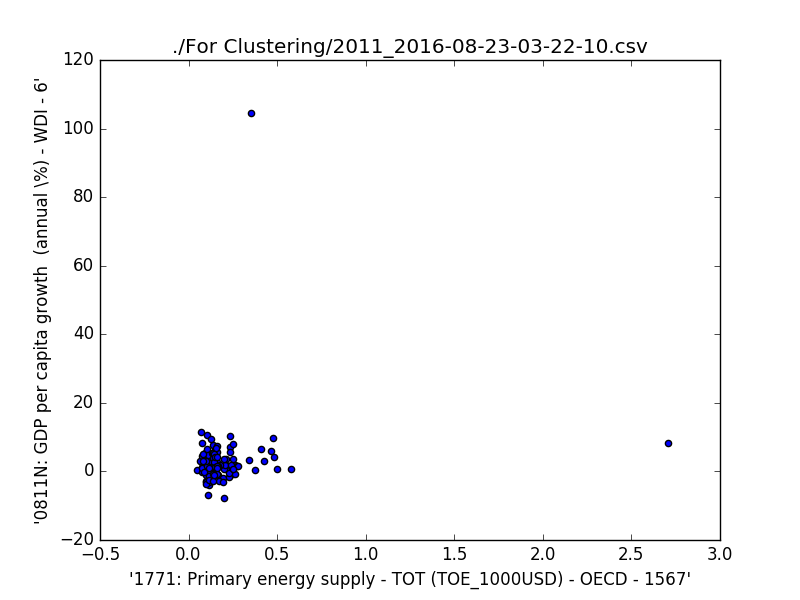 ./For Clustering/2011_2016-08-23-03-22-10.csv
'0811N: GDP per capita growth  (annual \%) - WDI - 6'
120
100
80
60
40
20
0
−20
−0.5 0.0 0.5 1.0 1.5 2.0 2.5 3.0
'1771: Primary energy supply - TOT (TOE_1000USD) - OECD - 1567'